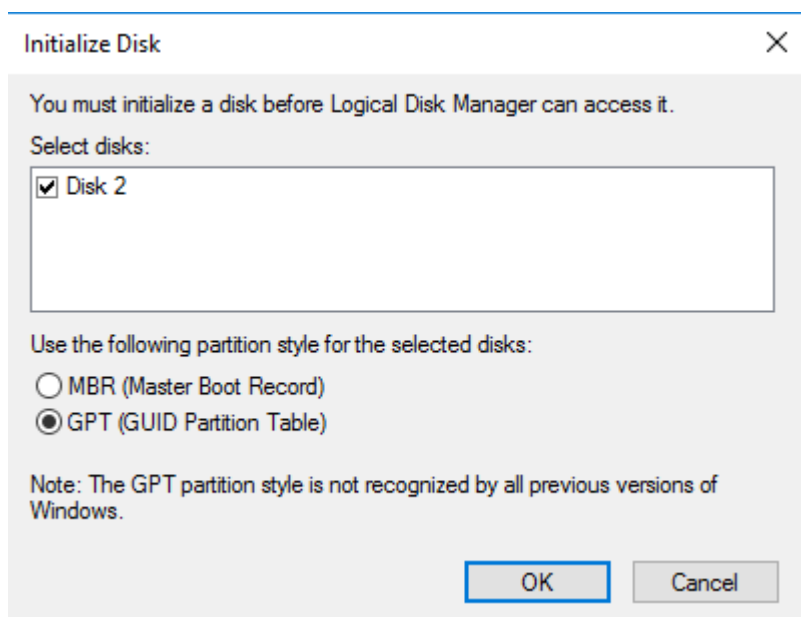 Initialize Disk
You must initialize a disk before Logical Disk Manager can access it.
Select disks:
Disk 2
Use the following partition style for the selected disks:
MBR (Master Boot Record)
GPT (GUID Partition Table)
Note: The GPT partition style is not recognized by all previous versions of
Windows.
OK Cancel